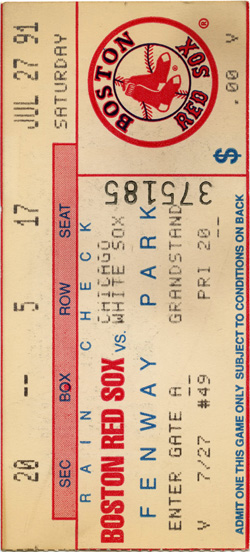 20 -- 5 17 JUL 27 91
SEC BOX ROW SEAT SATURDAY
RAIN CHECK
CHICAGO
BOSTON RED SOX vs. WHITE SOX
375185
FENWAY PARK
ENTER GATE A GRANDSTAND
V 7/27 #49 PRI 20 --
ADMIT ONE THIS GAME ONLY SUBJECT TO CONDITIONS ON BACK
BOSTON
RED SOX
$ .00 V